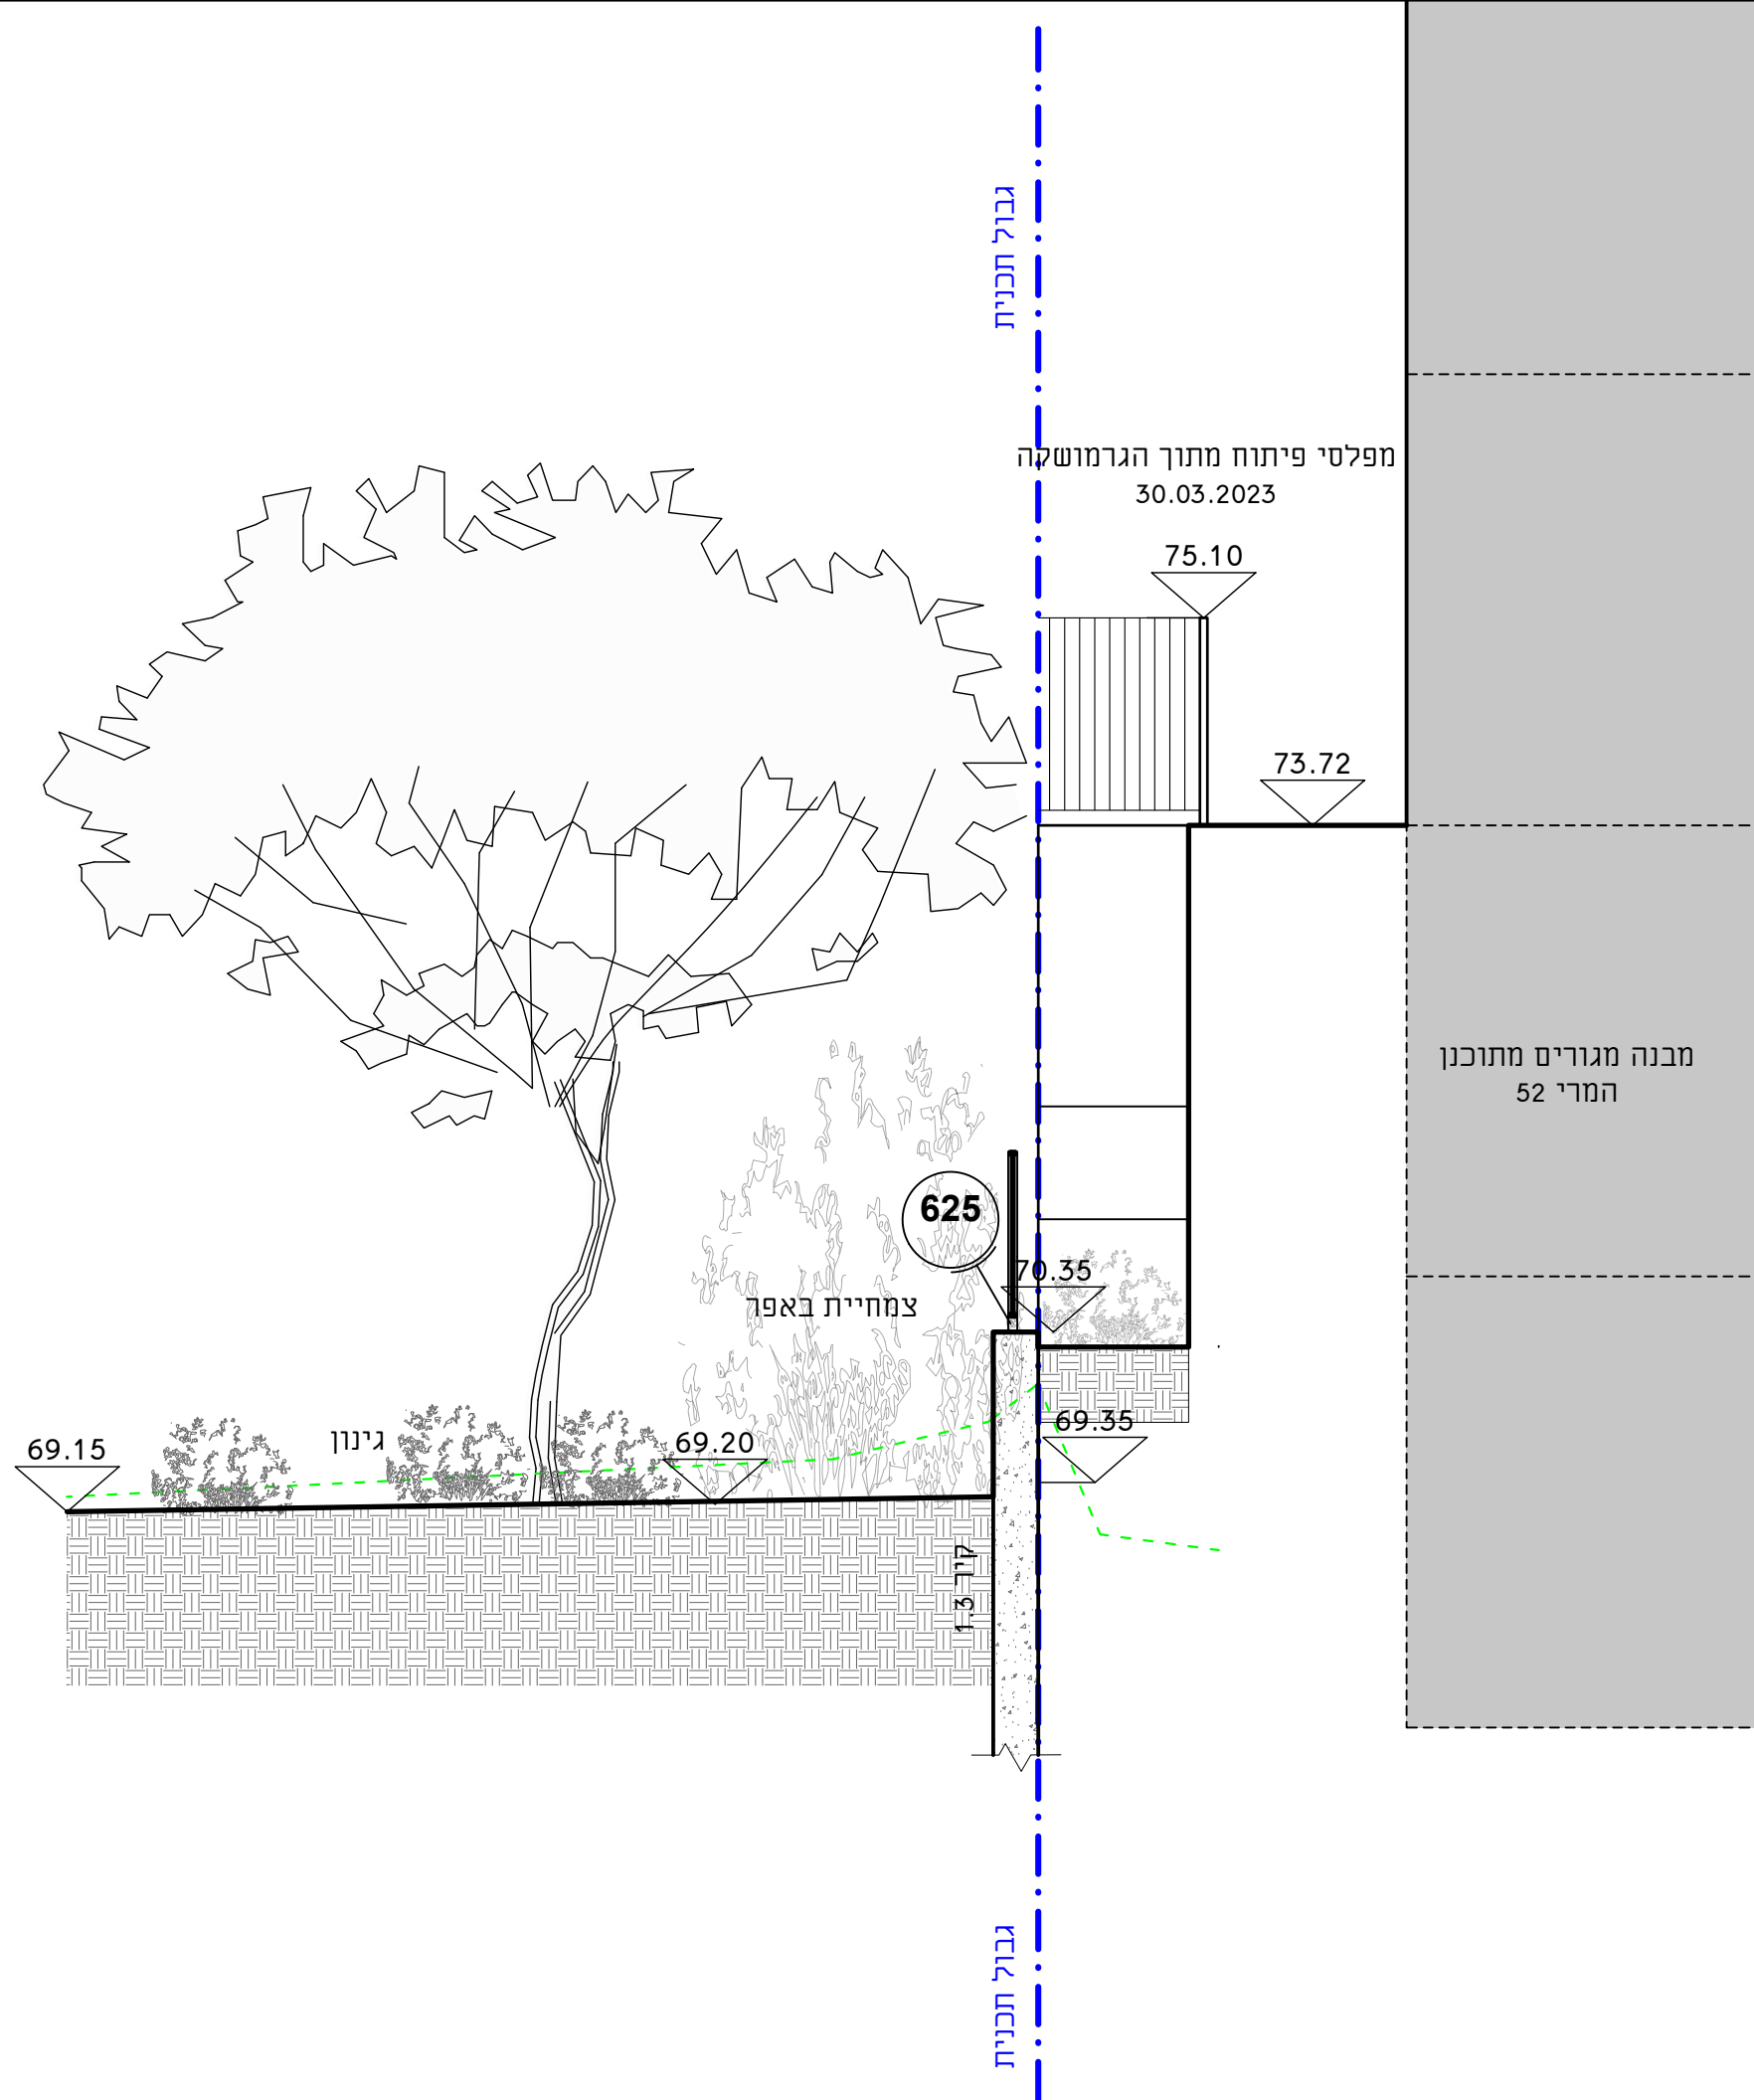 גבול תכנית
מפלסי פיתוח מתוך הגרמושקה
30.03.2023
75.10
73.72
מבנה מגורים מתוכנן
המרי 52
625
70.35
צמחיית באפר
69.35
69.20
גינון
69.15
קיר 1.3
גבול תכנית